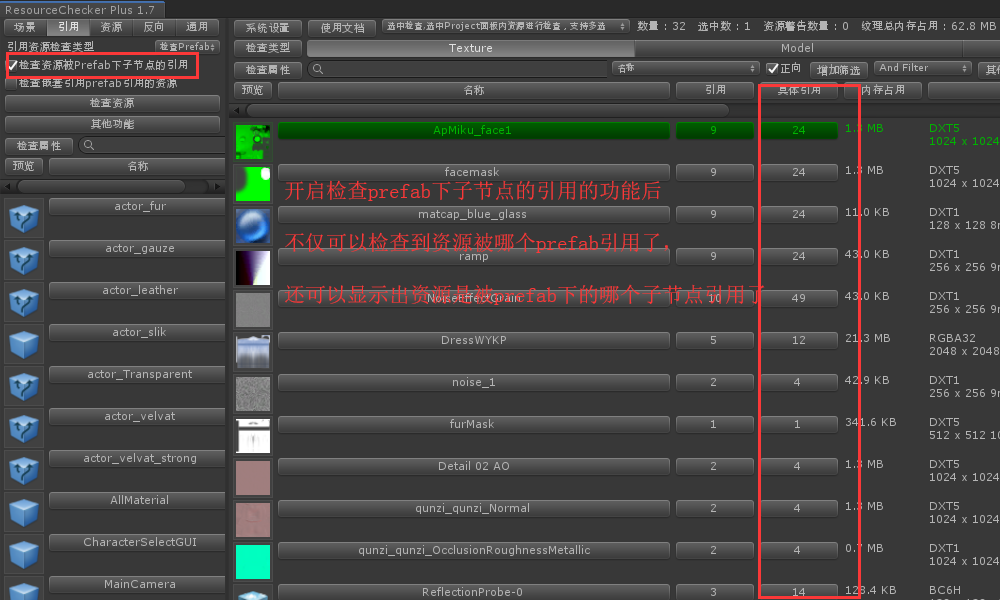 ResourceChecker Plus 1.7
场景 引用 资源 反向 通用
引用资源检查类型 检查Prefab
检查资源被Prefab下子节点的引用
检查嵌套引用prefab引用的资源
检查资源
其他功能
检查属性
预览 名称
actor_fur
actor_gauze
actor_leather
actor_slik
actor_Transparent
actor_velvat
actor_velvat_strong
AllMaterial
CharacterSelectGUI
MainCamera
系统设置 使用文档 选中检查,选中Project面板内资源进行检查，支持多选 数量：32 选中数：1 资源警告数量：0 纹理总内存占用：62.8 MB
检查类型 Texture Model
检查属性 名称 正向 增加筛选 And Filter 其
预览 名称 引用 具体引用 内存占用
ApMiku_face1 9 24 1.3 MB DXT5
1024 x 1024
facemask 9 24 1.3 MB DXT5
1024 x 1024
开启检查prefab下子节点的引用的功能后
matcap_blue_glass 9 24 11.0 KB DXT1
128 x 128 8
不仅可以检查到资源被哪个prefab引用了,
ramp 9 24 43.0 KB DXT1
256 x 256 9
还可以显示出资源是被prefab下的哪个子节点引用了
NoiseEffectGrain 10 49 43.0 KB DXT1
256 x 256 9
DressWYKP 5 12 21.3 MB RGBA32
2048 x 2048
noise_1 2 4 42.9 KB DXT1
256 x 256 9
furMask 1 1 341.6 KB DXT5
512 x 512 10
Detail 02 AO 2 4 1.3 MB DXT5
1024 x 1024
qunzi_qunzi_Normal 2 4 1.3 MB DXT5
1024 x 1024
qunzi_qunzi_OcclusionRoughnessMetallic 2 4 0.7 MB DXT1
1024 x 1024
ReflectionProbe-0 3 14 128.4 KB BC6H